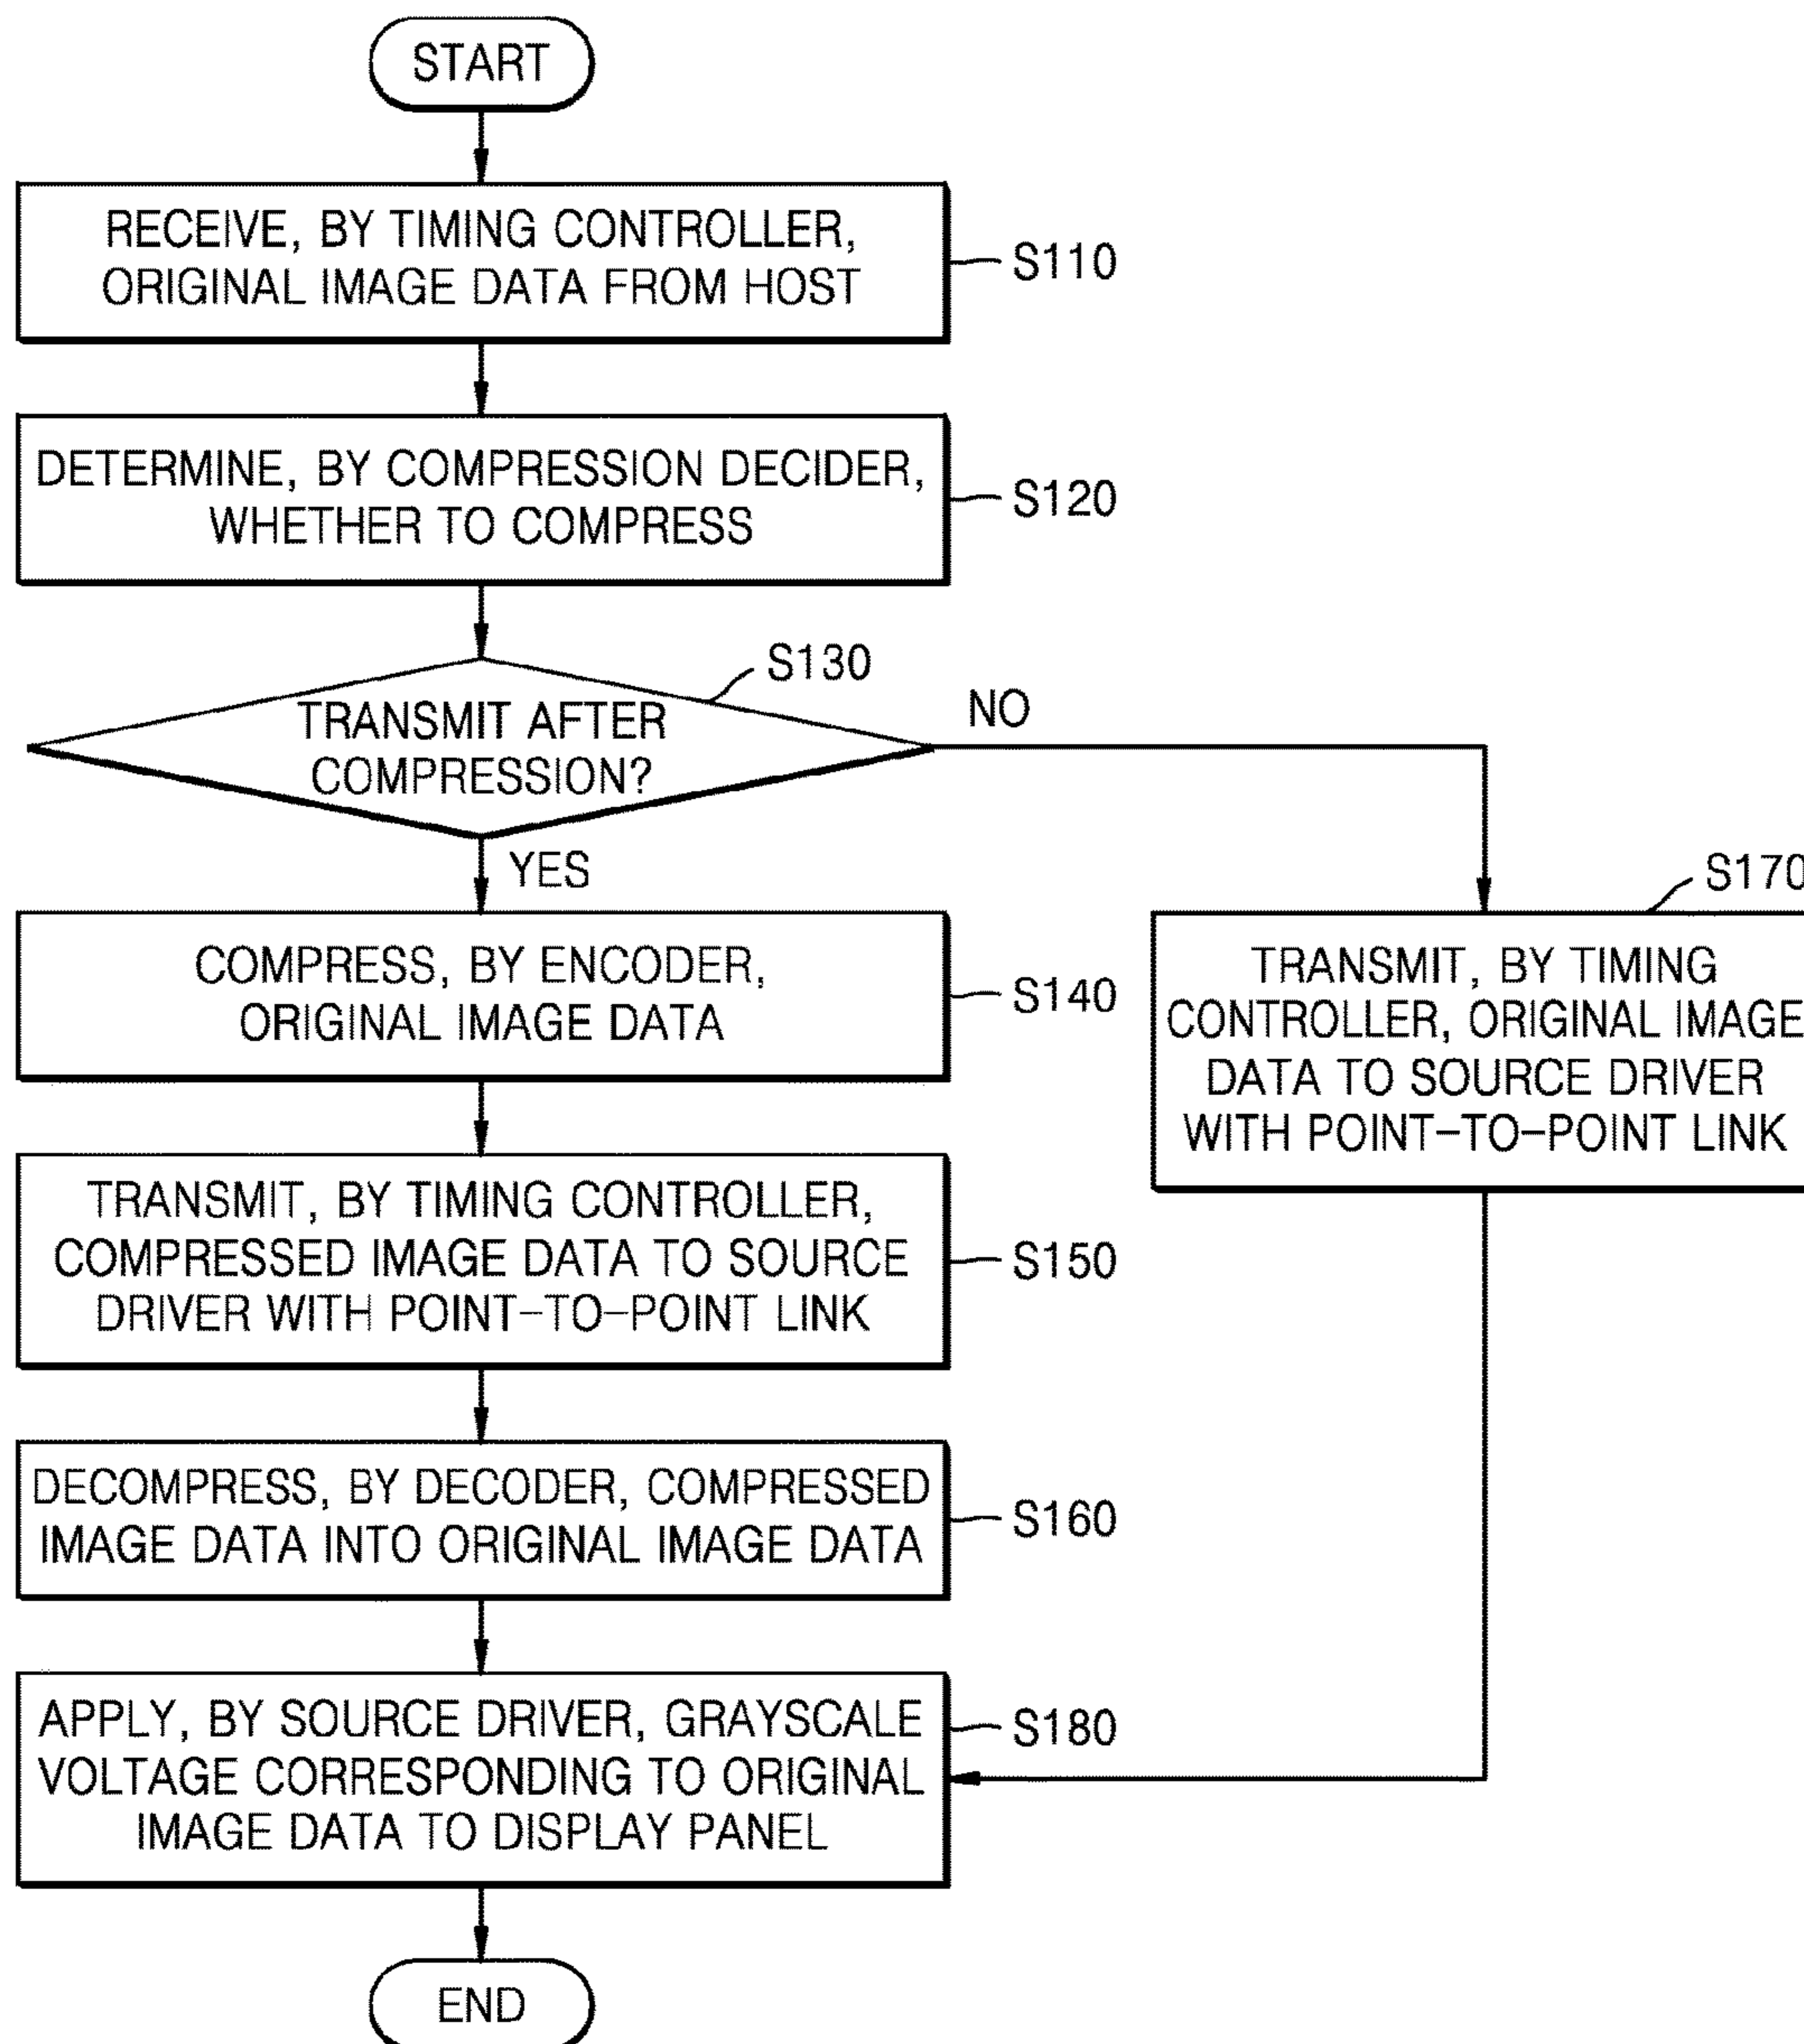 START
RECEIVE, BY TIMING CONTROLLER,
ORIGINAL IMAGE DATA FROM HOST
S110
DETERMINE, BY COMPRESSION DECIDER,
WHETHER TO COMPRESS
S120
S130
TRANSMIT AFTER
COMPRESSION?
NO
YES
COMPRESS, BY ENCODER,
ORIGINAL IMAGE DATA
S140
S170
TRANSMIT, BY TIMING
CONTROLLER, ORIGINAL IMAGE
DATA TO SOURCE DRIVER
WITH POINT-TO-POINT LINK
TRANSMIT, BY TIMING CONTROLLER,
COMPRESSED IMAGE DATA TO SOURCE
DRIVER WITH POINT-TO-POINT LINK
S150
DECOMPRESS, BY DECODER, COMPRESSED
IMAGE DATA INTO ORIGINAL IMAGE DATA
S160
APPLY, BY SOURCE DRIVER, GRAYSCALE
VOLTAGE CORRESPONDING TO ORIGINAL
IMAGE DATA TO DISPLAY PANEL
S180
END